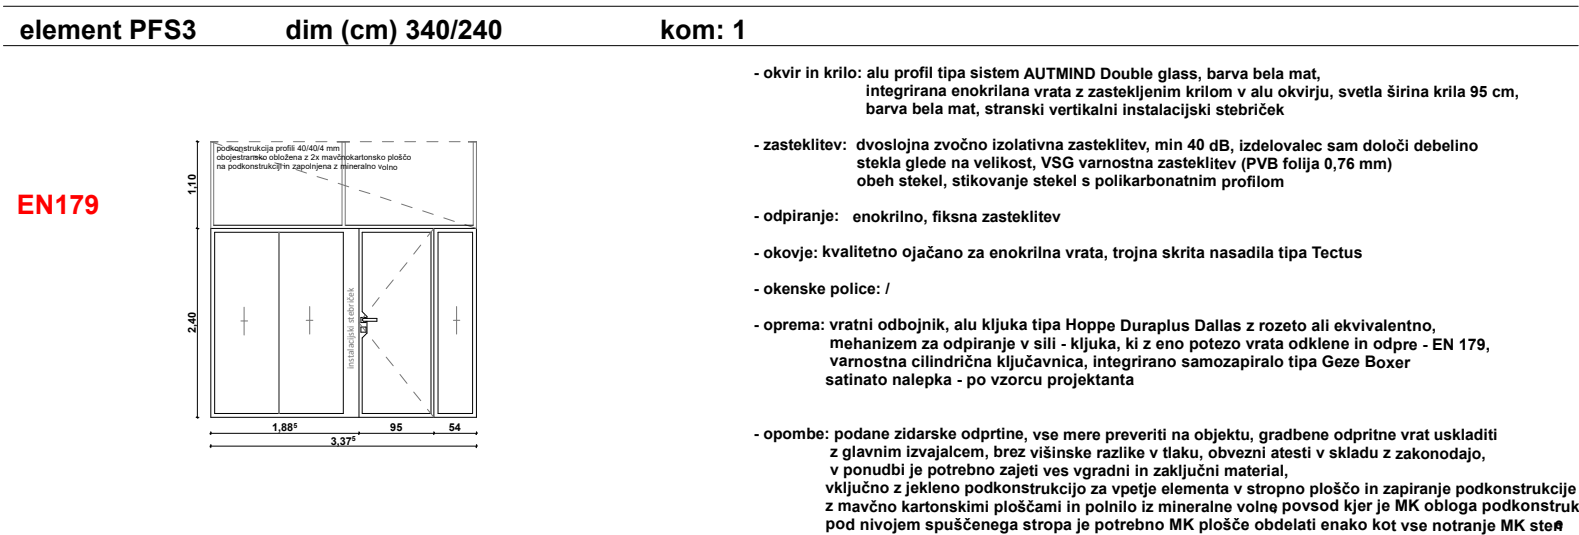 element PFS3 dim (cm) 340/240 kom: 1
- okvir in krilo: alu profil tipa sistem AUTMIND Double glass, barva bela mat,
integrirana enokrilana vrata z zastekljenim krilom v alu okvirju, svetla širina krila 95 cm,
barva bela mat, stranski vertikalni instalacijski stebriček
- zasteklitev: dvoslojna zvočno izolativna zasteklitev, min 40 dB, izdelovalec sam določi debelino
stekla glede na velikost, VSG varnostna zasteklitev (PVB folija 0,76 mm)
obeh stekel, stikovanje stekel s polikarbonatnim profilom
- odpiranje: enokrilno, fiksna zasteklitev
- okovje: kvalitetno ojačano za enokrilna vrata, trojna skrita nasadila tipa Tectus
- okenske police: /
- oprema: vratni odbojnik, alu kljuka tipa Hoppe Duraplus Dallas z rozeto ali ekvivalentno,
mehanizem za odpiranje v sili - kljuka, ki z eno potezo vrata odklene in odpre - EN 179,
varnostna cilindrična ključavnica, integrirano samozapiralo tipa Geze Boxer
satinato nalepka - po vzorcu projektanta
- opombe: podane zidarske odprtine, vse mere preveriti na objektu, gradbene odpritne vrat uskladiti
z glavnim izvajalcem, brez višinske razlike v tlaku, obvezni atesti v skladu z zakonodajo,
v ponudbi je potrebno zajeti ves vgradni in zaključni material,
vključno z jekleno podkonstrukcijo za vpetje elementa v stropno ploščo in zapiranje podkonstrukcije
z mavčno kartonskimi ploščami in polnilo iz mineralne volne, povsod kjer je MK obloga podkonstruk
pod nivojem spuščenega stropa je potrebno MK plošče obdelati enako kot vse notranje MK stene
EN179
podkonstrukcija profili 40/40/4 mm
obojestransko obložena z 2x mavčnokartonsko ploščo
na podkonstrukciji in zapolnjena z mineralno volno
1,10
2,40
instalacijski stebriček
1,88⁵ 95 54
3,37⁵